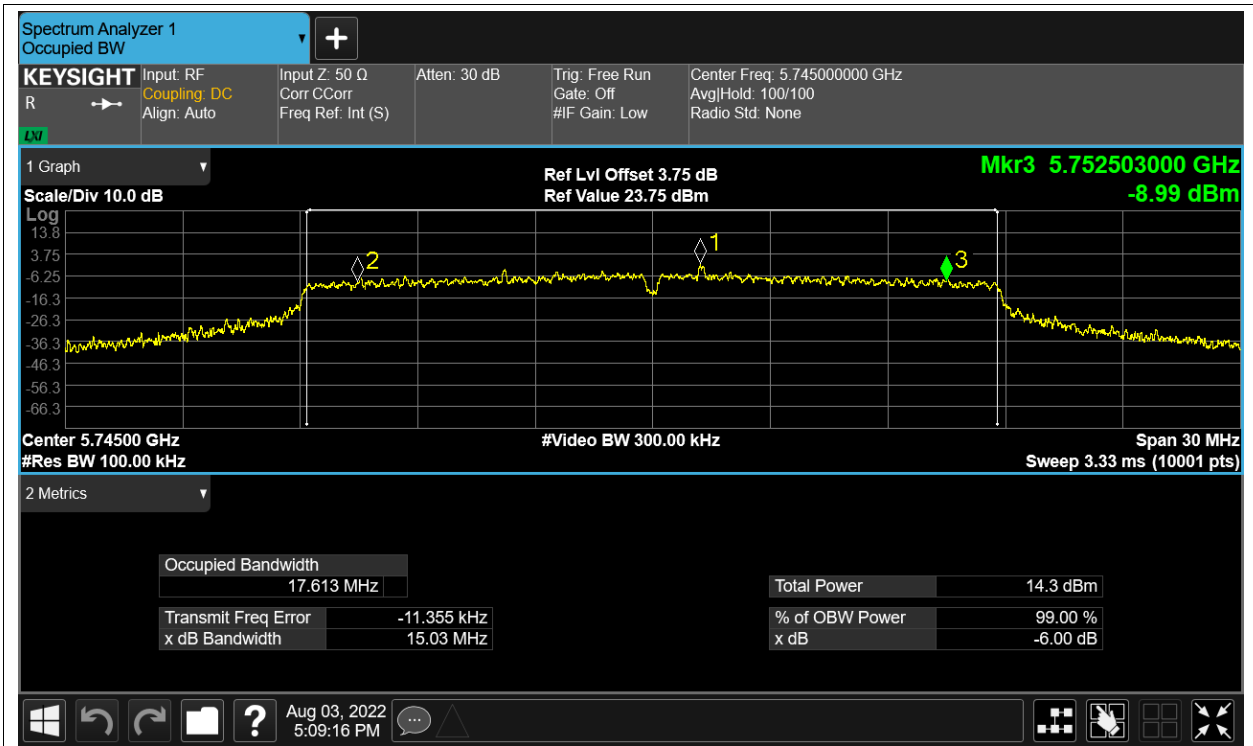 Spectrum Analyzer 1
Occupied BW
KEYSIGHT
R
LXI
Input: RF
Coupling: DC
Align: Auto
Input Z: 50 Ω
Corr CCorr
Freq Ref: Int (S)
Atten: 30 dB
Trig: Free Run
Gate: Off
#IF Gain: Low
Center Freq: 5.745000000 GHz
Avg|Hold: 100/100
Radio Std: None
1 Graph
Scale/Div 10.0 dB
Ref Lvl Offset 3.75 dB
Ref Value 23.75 dBm
Mkr3 5.752503000 GHz
-8.99 dBm
Log
13.8
3.75
-6.25
-16.3
-26.3
-36.3
-46.3
-56.3
-66.3
2
1
3
Center 5.74500 GHz
#Video BW 300.00 kHz
Span 30 MHz
#Res BW 100.00 kHz
Sweep 3.33 ms (10001 pts)
2 Metrics
Occupied Bandwidth
17.613 MHz
Total Power 14.3 dBm
Transmit Freq Error -11.355 kHz
% of OBW Power 99.00 %
x dB Bandwidth 15.03 MHz
x dB -6.00 dB
?
Aug 03, 2022
5:09:16 PM